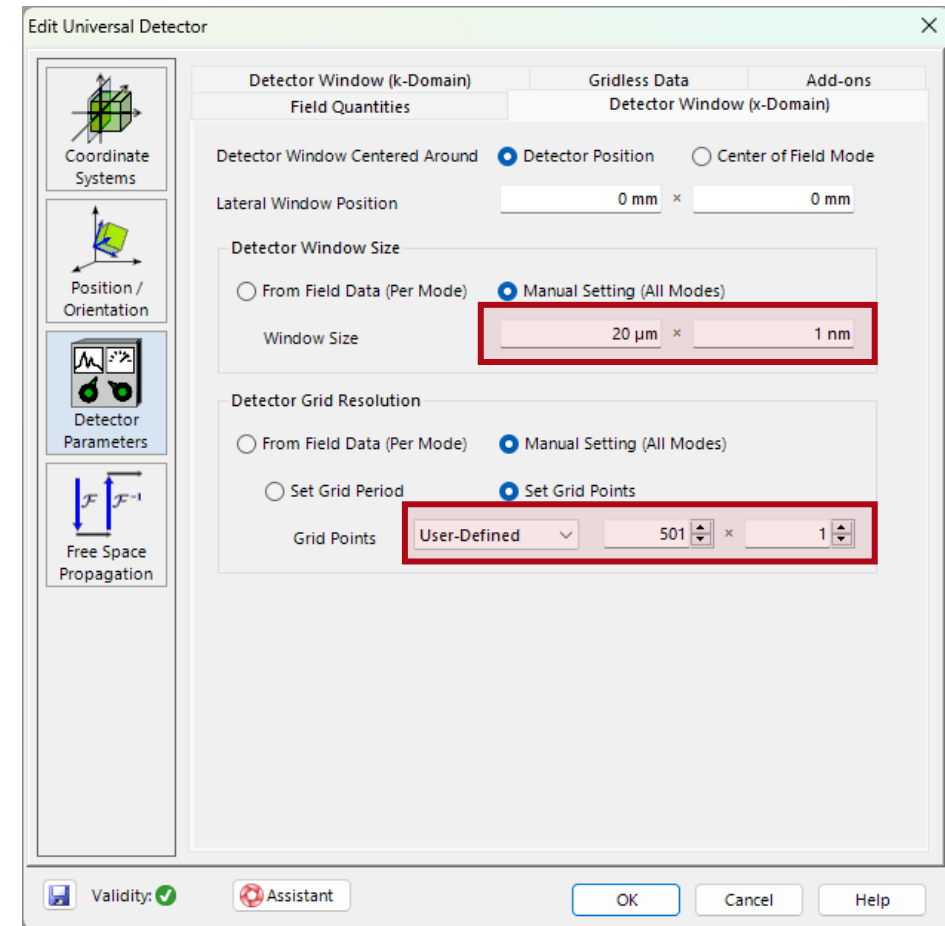 Edit Universal Detector
Coordinate
Systems
Position /
Orientation
Detector
Parameters
ℱ ℱ⁻¹
Free Space
Propagation
Detector Window (k-Domain) Gridless Data Add-ons
Field Quantities Detector Window (x-Domain)
Detector Window Centered Around Detector Position Center of Field Mode
Lateral Window Position 0 mm × 0 mm
Detector Window Size
From Field Data (Per Mode) Manual Setting (All Modes)
Window Size 20 µm × 1 nm
Detector Grid Resolution
From Field Data (Per Mode) Manual Setting (All Modes)
Set Grid Period Set Grid Points
Grid Points User-Defined 501 × 1
Validity: Assistant OK Cancel Help